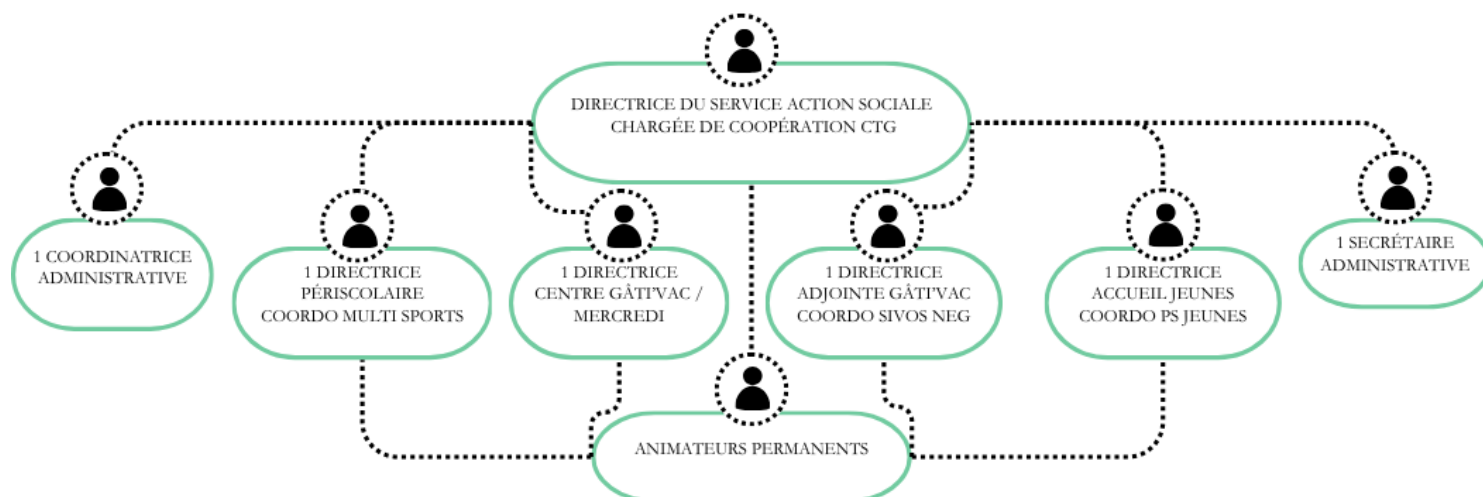 DIRECTRICE DU SERVICE ACTION SOCIALE
CHARGÉE DE COOPÉRATION CTG
1 COORDINATRICE
ADMINISTRATIVE
1 DIRECTRICE
PÉRISCOLAIRE
COORDO MULTI SPORTS
1 DIRECTRICE
CENTRE GÂTI'VAC /
MERCREDI
1 DIRECTRICE
ADJOINTE GÂTI'VAC
COORDO SIVOS NEG
1 DIRECTRICE
ACCUEIL JEUNES
COORDO PS JEUNES
1 SECRÉTAIRE
ADMINISTRATIVE
ANIMATEURS PERMANENTS